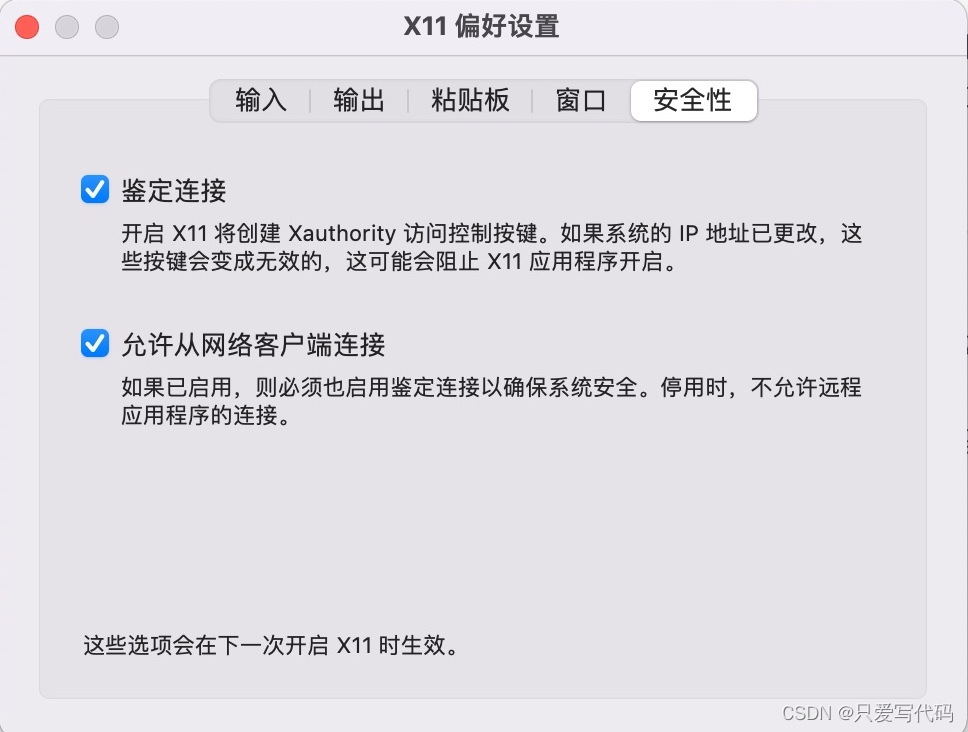 X11 偏好设置
输入 输出 粘贴板 窗口 安全性
鉴定连接
开启 X11 将创建 Xauthority 访问控制按键。如果系统的 IP 地址已更改，这
些按键会变成无效的，这可能会阻止 X11 应用程序开启。
允许从网络客户端连接
如果已启用，则必须也启用鉴定连接以确保系统安全。停用时，不允许远程
应用程序的连接。
这些选项会在下一次开启 X11 时生效。
CSDN @只爱写代码